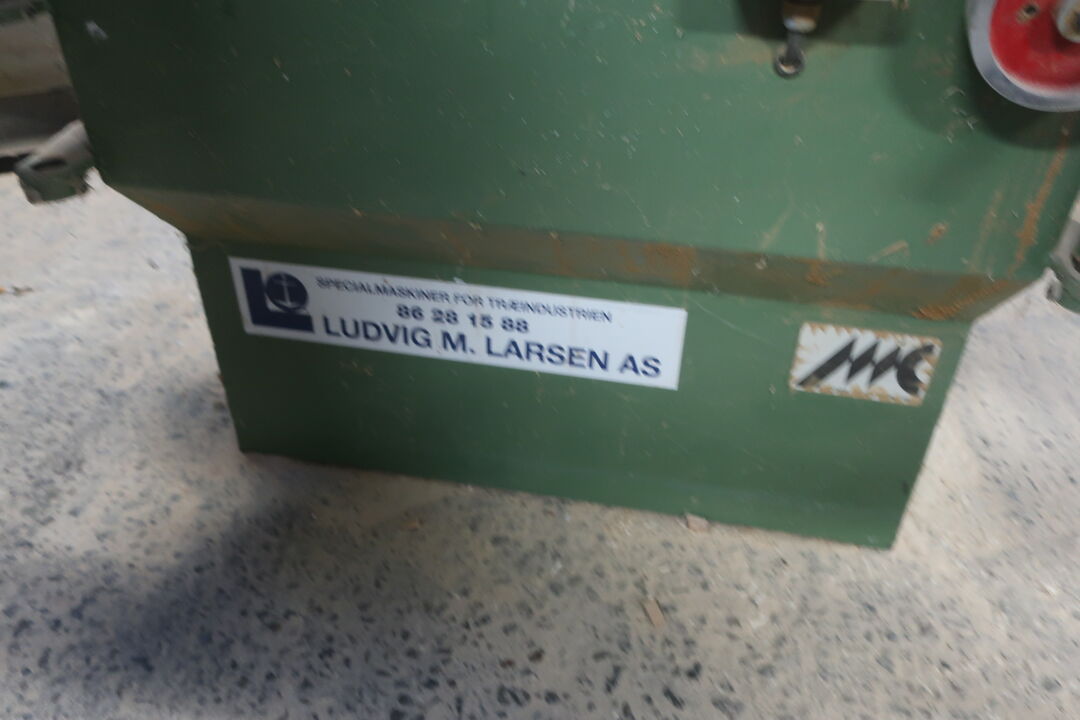 SPECIALMASKINER FOR TRÆINDUSTRIEN
86 28 15 88
LUDVIG M. LARSEN AS